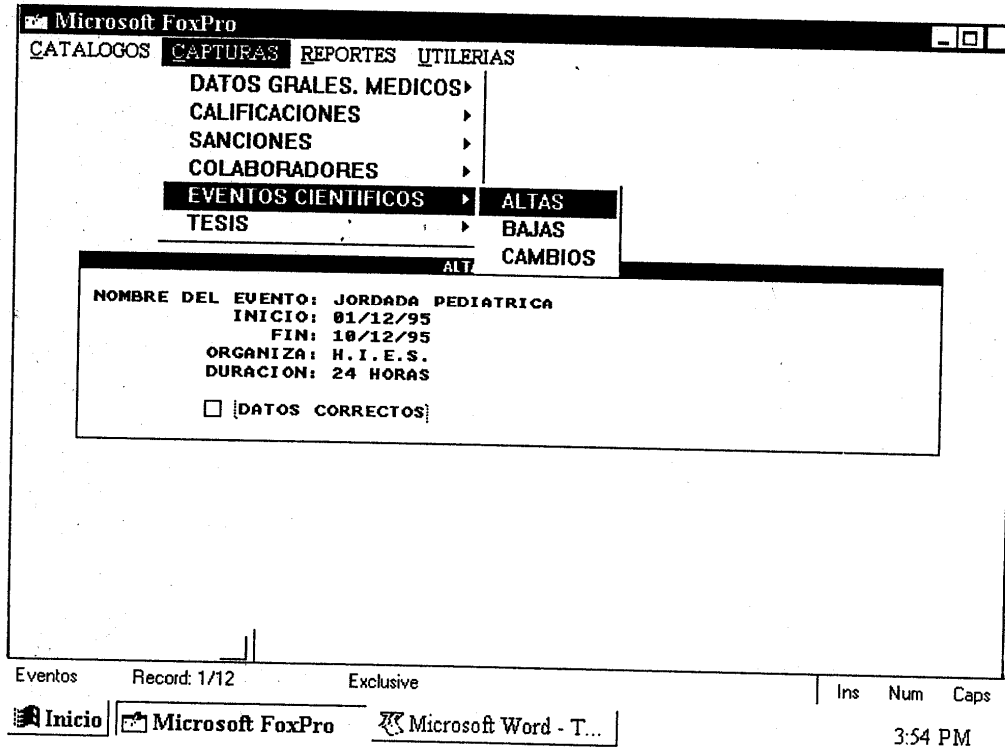 Microsoft FoxPro
CATALOGOS CAPTURAS REPORTES UTILERIAS
DATOS GRALES. MEDICOS
CALIFICACIONES
SANCIONES
COLABORADORES
EVENTOS CIENTIFICOS ALTAS
TESIS BAJAS
CAMBIOS
ALT
NOMBRE DEL EVENTO: JORDADA PEDIATRICA
INICIO: 01/12/95
FIN: 10/12/95
ORGANIZA: H.I.E.S.
DURACION: 24 HORAS
DATOS CORRECTOS
Eventos Record: 1/12 Exclusive Ins Num Caps
Inicio Microsoft FoxPro Microsoft Word - T... 3:54 PM